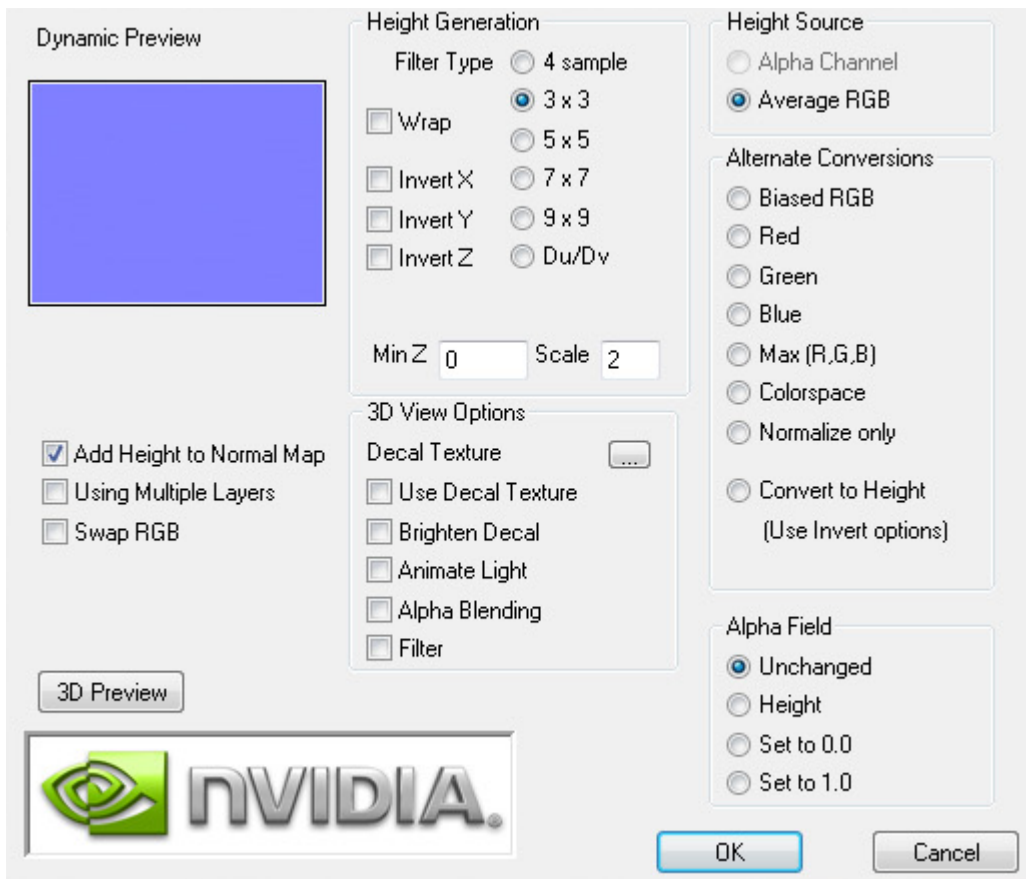 Dynamic Preview
Height Generation
Filter Type
4 sample
3 x 3
5 x 5
7 x 7
9 x 9
Du/Dv
Wrap
Invert X
Invert Y
Invert Z
Min Z 0 Scale 2
Height Source
Alpha Channel
Average RGB
Alternate Conversions
Biased RGB
Red
Green
Blue
Max (R,G,B)
Colorspace
Normalize only
Convert to Height
(Use Invert options)
Add Height to Normal Map
Using Multiple Layers
Swap RGB
3D View Options
Decal Texture ...
Use Decal Texture
Brighten Decal
Animate Light
Alpha Blending
Filter
Alpha Field
Unchanged
Height
Set to 0.0
Set to 1.0
3D Preview
nVIDIA.
OK
Cancel